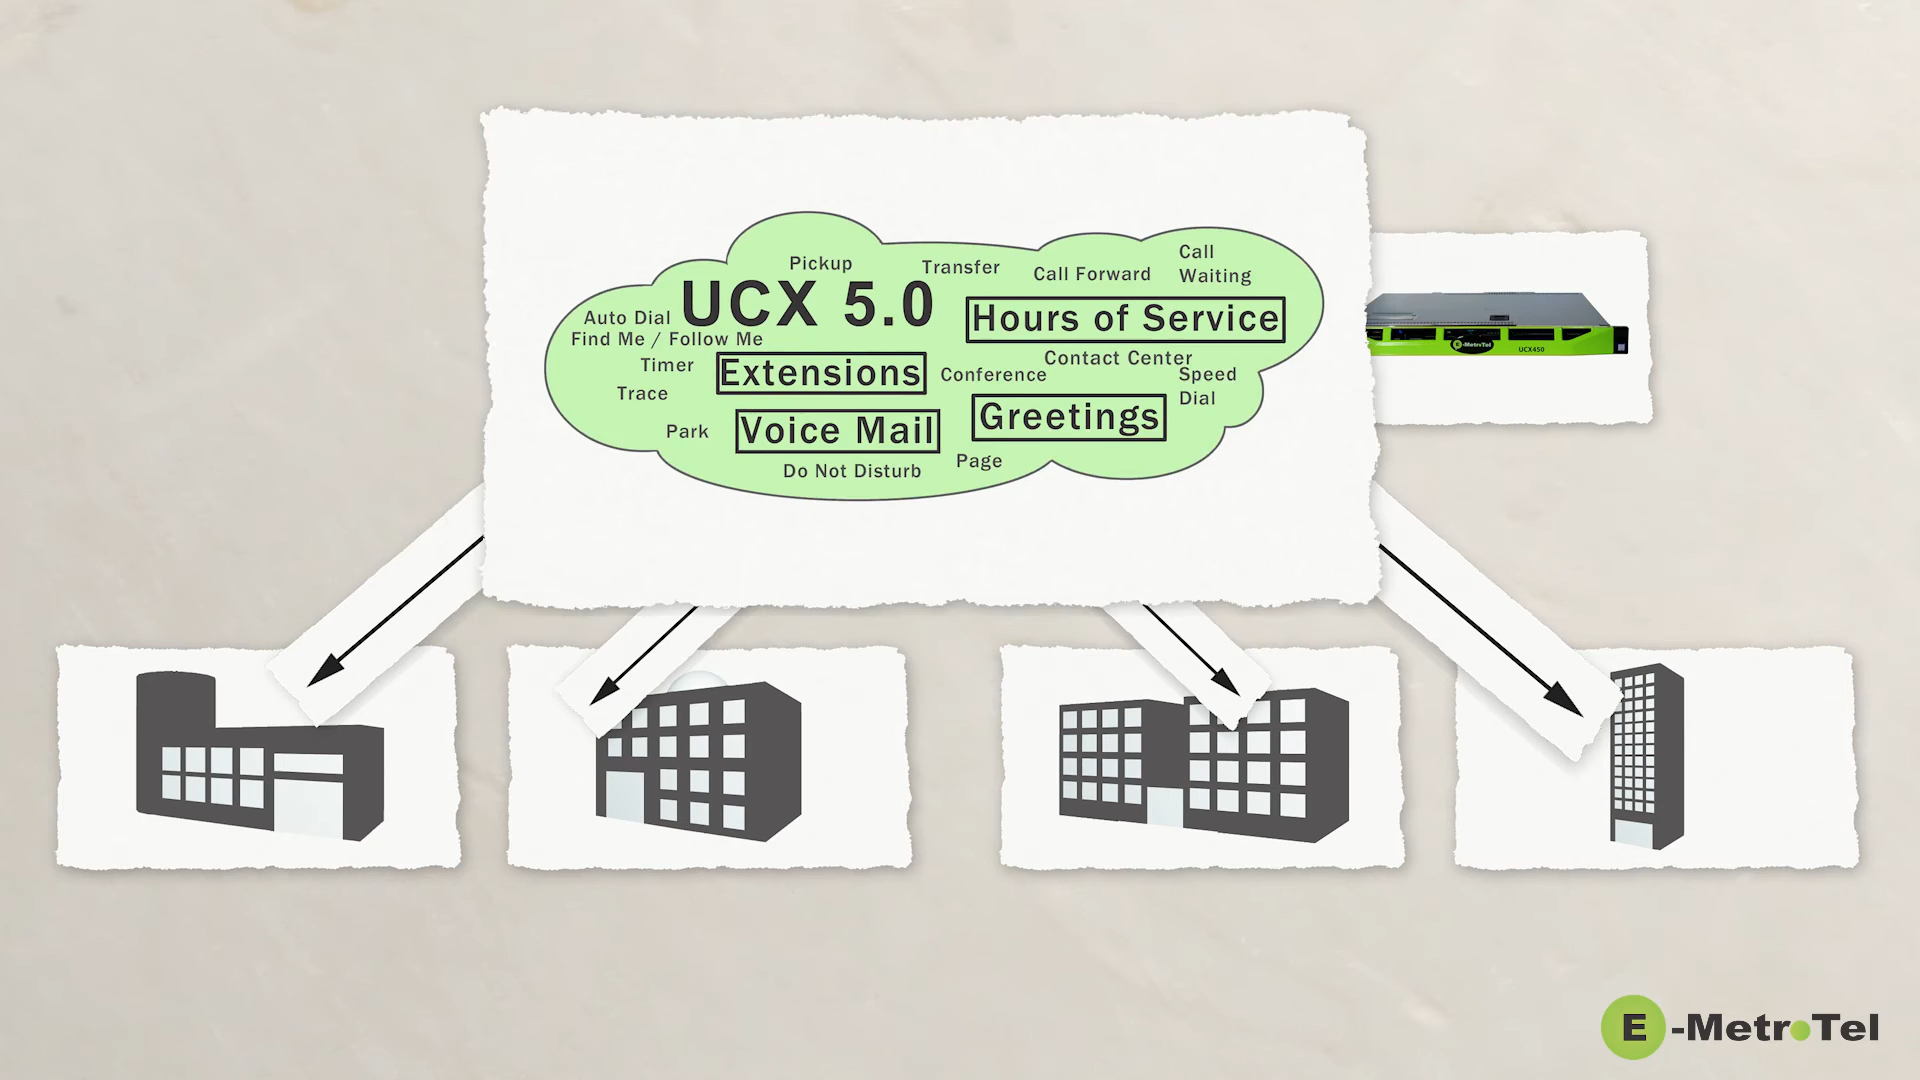 Pickup
Transfer
Call Forward
Call
Waiting
Auto Dial
UCX 5.0
Hours of Service
Find Me / Follow Me
Timer
Extensions
Conference
Contact Center
Speed
Dial
Trace
Park
Voice Mail
Greetings
Do Not Disturb
Page
E-MetroTel
UCX450
E-MetroTel